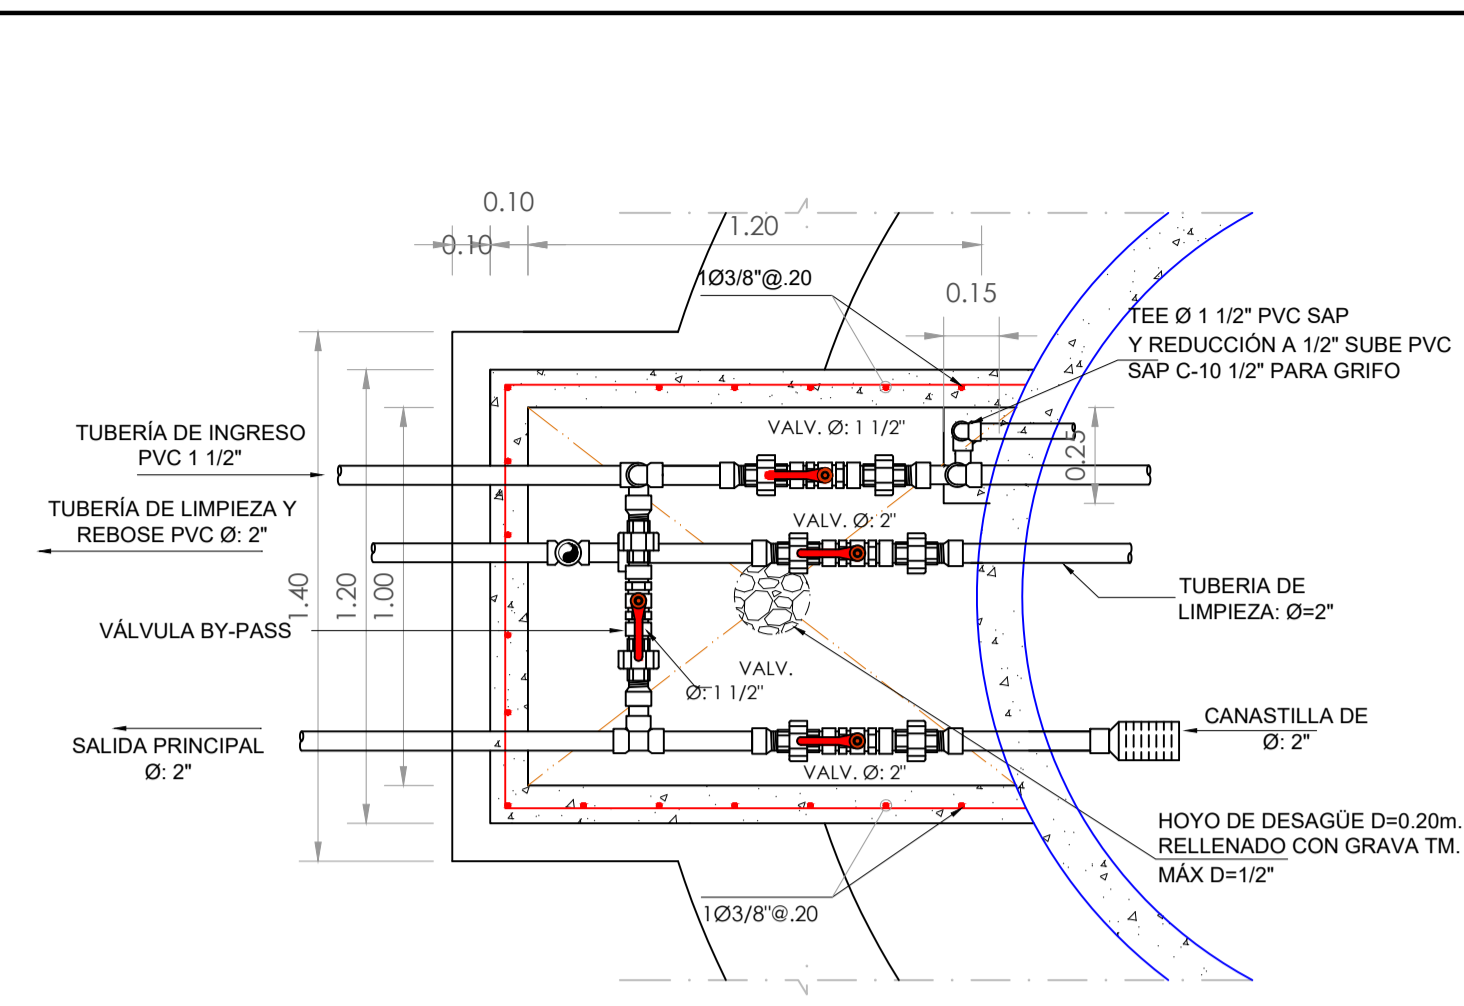 0.10
0.10
1.20
1Ø3/8"@.20
0.15
TEE Ø 1 1/2" PVC SAP
Y REDUCCIÓN A 1/2" SUBE PVC
SAP C-10 1/2" PARA GRIFO
VALV. Ø: 1 1/2"
0.25
TUBERÍA DE INGRESO
PVC 1 1/2"
TUBERÍA DE LIMPIEZA Y
REBOSE PVC Ø: 2"
VALV. Ø: 2"
1.40
1.20
1.00
TUBERIA DE
LIMPIEZA: Ø=2"
VÁLVULA BY-PASS
VALV.
Ø: 1 1/2"
SALIDA PRINCIPAL
Ø: 2"
CANASTILLA DE
Ø: 2"
VALV. Ø: 2"
HOYO DE DESAGÜE D=0.20m.
RELLENADO CON GRAVA TM.
MÁX D=1/2"
1Ø3/8"@.20